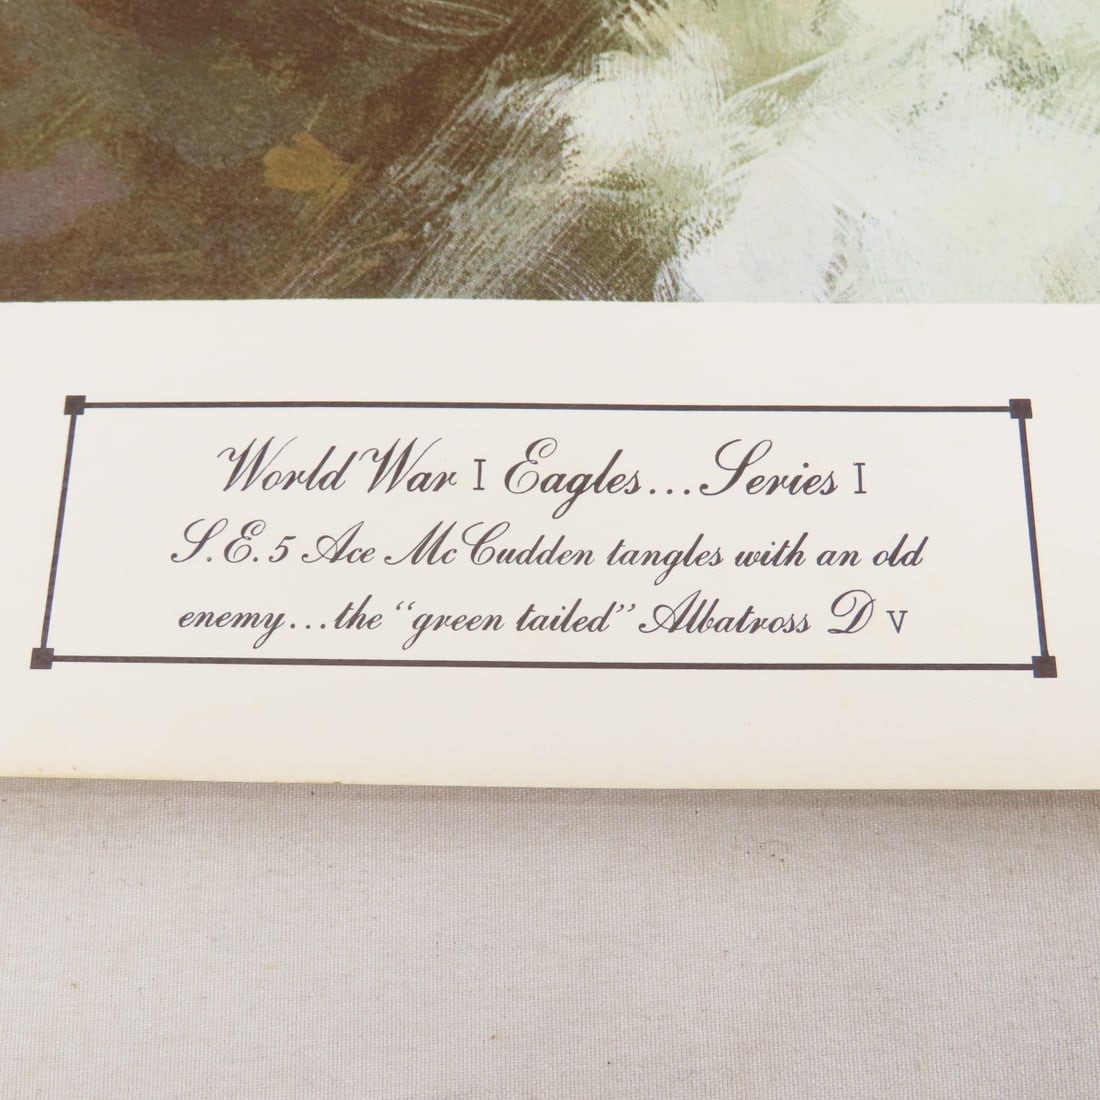 World War I Eagles...Series I
S.E.5 Ace McCudden tangles with an old
enemy...the “green tailed” Albatross D V